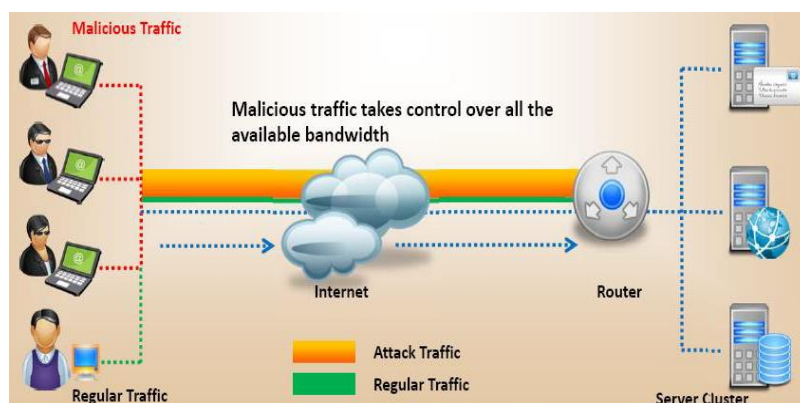 Malicious Traffic
Malicious traffic takes control over all the
available bandwidth
Internet
Router
Attack Traffic
Regular Traffic
Regular Traffic
Server Cluster